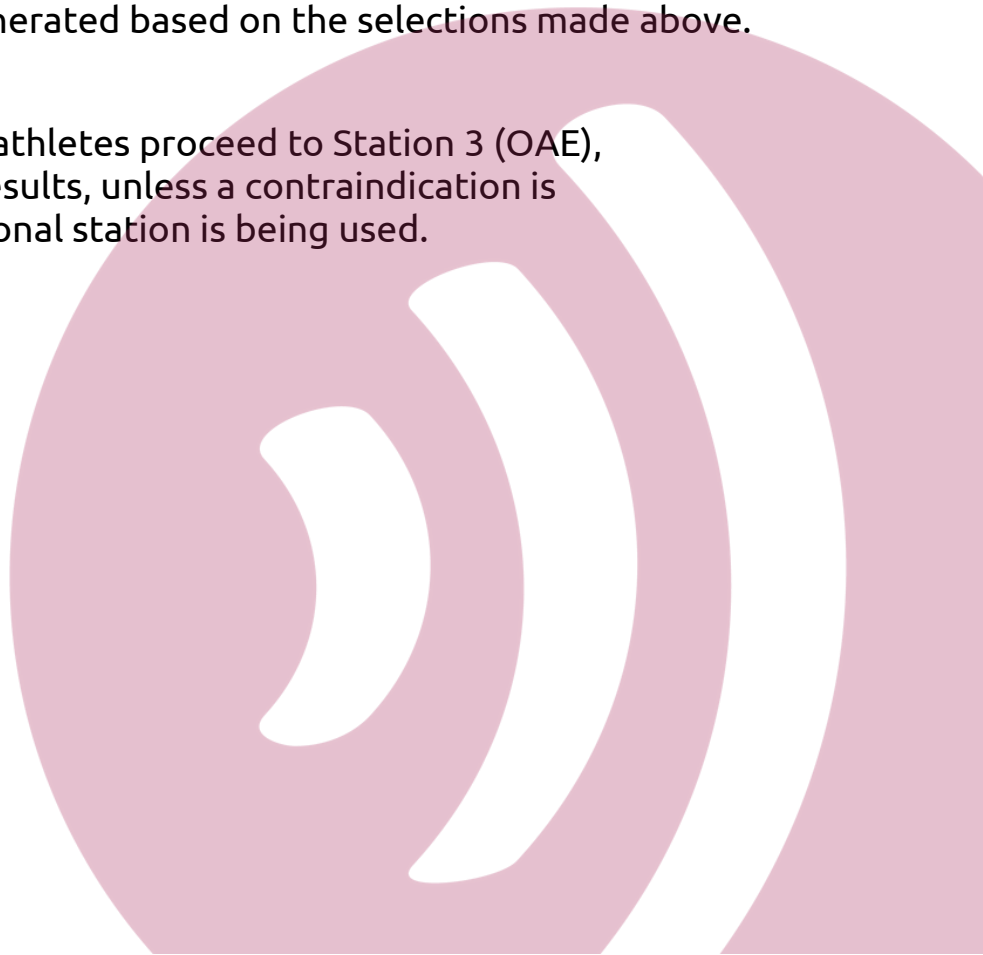 nerated based on the selections made above.
athletes proceed to Station 3 (OAE),
esults, unless a contraindication is
onal station is being used.